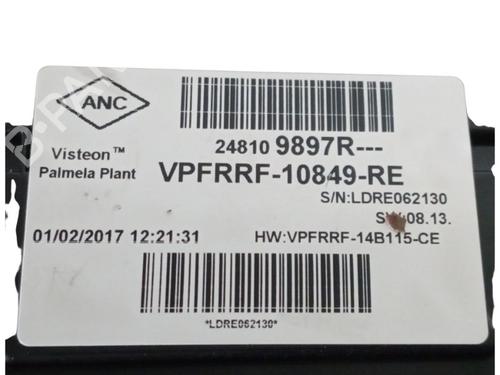 ANC
24810 9897R---
Visteon™
Palmela Plant
VPFRRF-10849-RE
S/N:LDRE062130
08.13.
01/02/2017 12:21:31
HW:VPFRRF-14B115-CE
*LDRE062130*